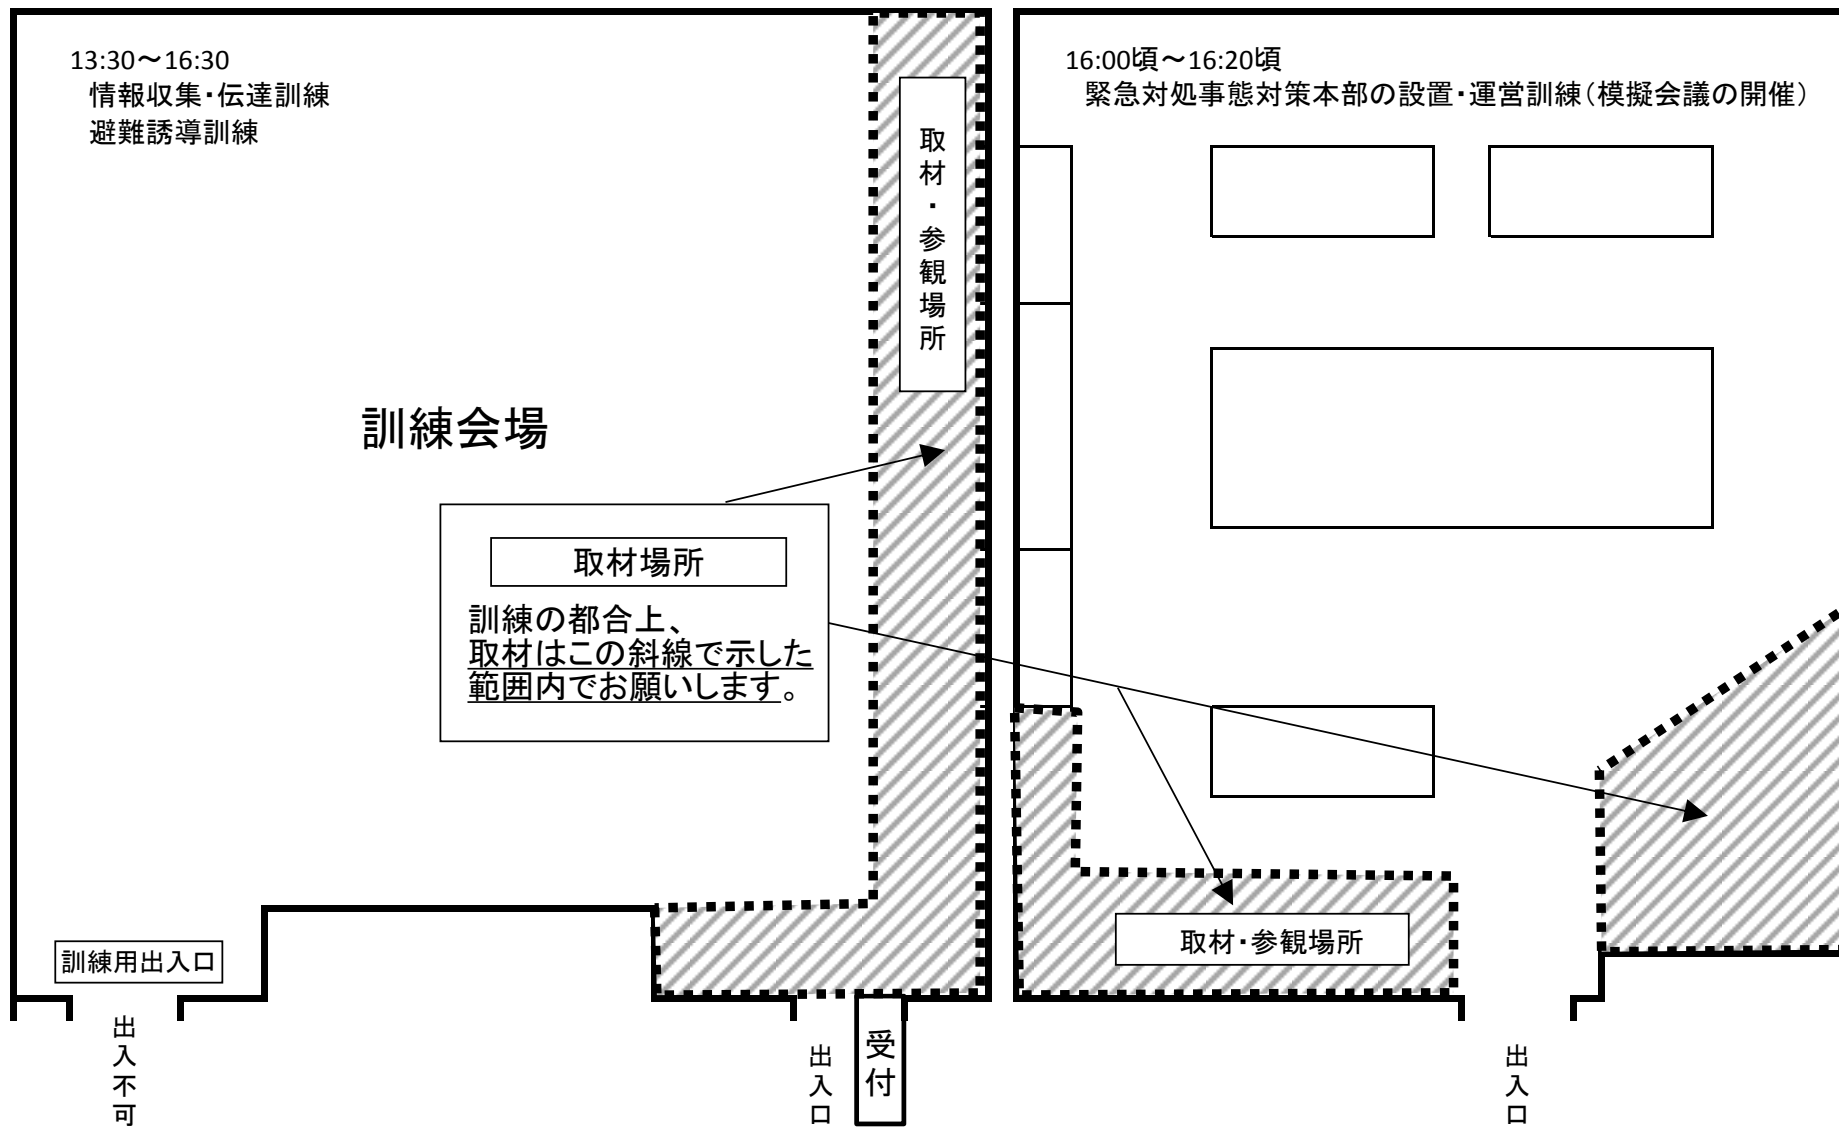 13:30～16:30
情報収集・伝達訓練
避難誘導訓練
取材・参観場所
訓練会場
取材場所
訓練の都合上、
取材はこの斜線で示した
範囲内でお願いします。
訓練用出入口
出入不可
出入口
受付
16:00頃～16:20頃
緊急対処事態対策本部の設置・運営訓練（模擬会議の開催）
取材・参観場所
出入口